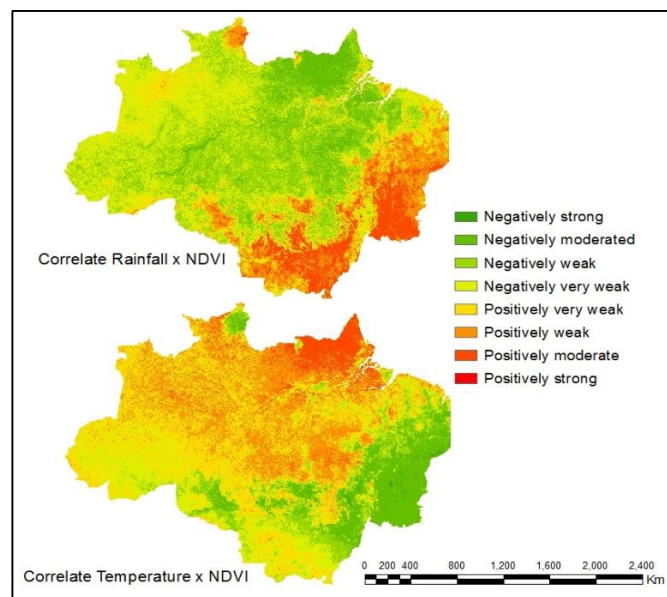 Correlate Rainfall x NDVI
Negatively strong
Negatively moderated
Negatively weak
Negatively very weak
Positively very weak
Positively weak
Positively moderate
Positively strong
Correlate Temperature x NDVI
0 200 400 800 1,200 1,600 2,000 2,400
Km